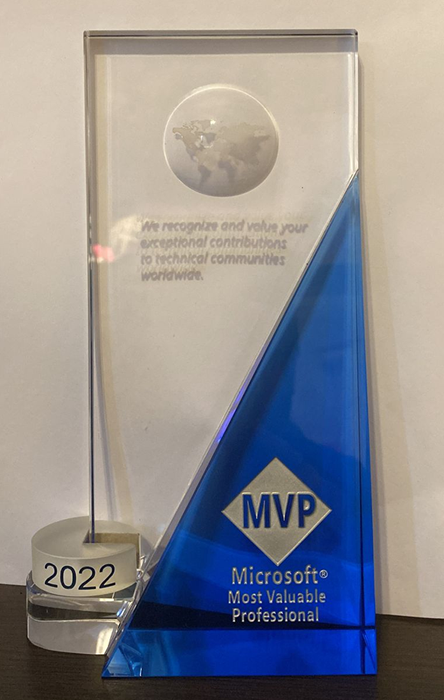 We recognize and value your
exceptional contributions
to technical communities
worldwide.
MVP
Microsoft®
Most Valuable
Professional
2022